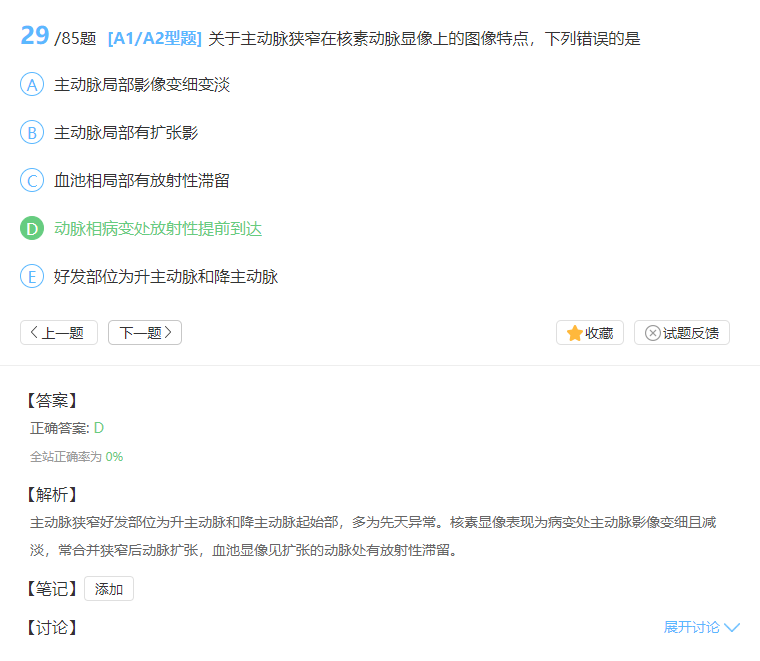 29 /85题 [A1/A2型题] 关于主动脉狭窄在核素动脉显像上的图像特点，下列错误的是
A 主动脉局部影像变细变淡
B 主动脉局部有扩张影
C 血池相局部有放射性滞留
D 动脉相病变处放射性提前到达
E 好发部位为升主动脉和降主动脉
上一题 下一题 收藏 试题反馈
【答案】
正确答案: D
全站正确率为 0%
【解析】
主动脉狭窄好发部位为升主动脉和降主动脉起始部，多为先天异常。核素显像表现为病变处主动脉影像变细且减
淡，常合并狭窄后动脉扩张，血池显像见扩张的动脉处有放射性滞留。
【笔记】 添加
【讨论】 展开讨论